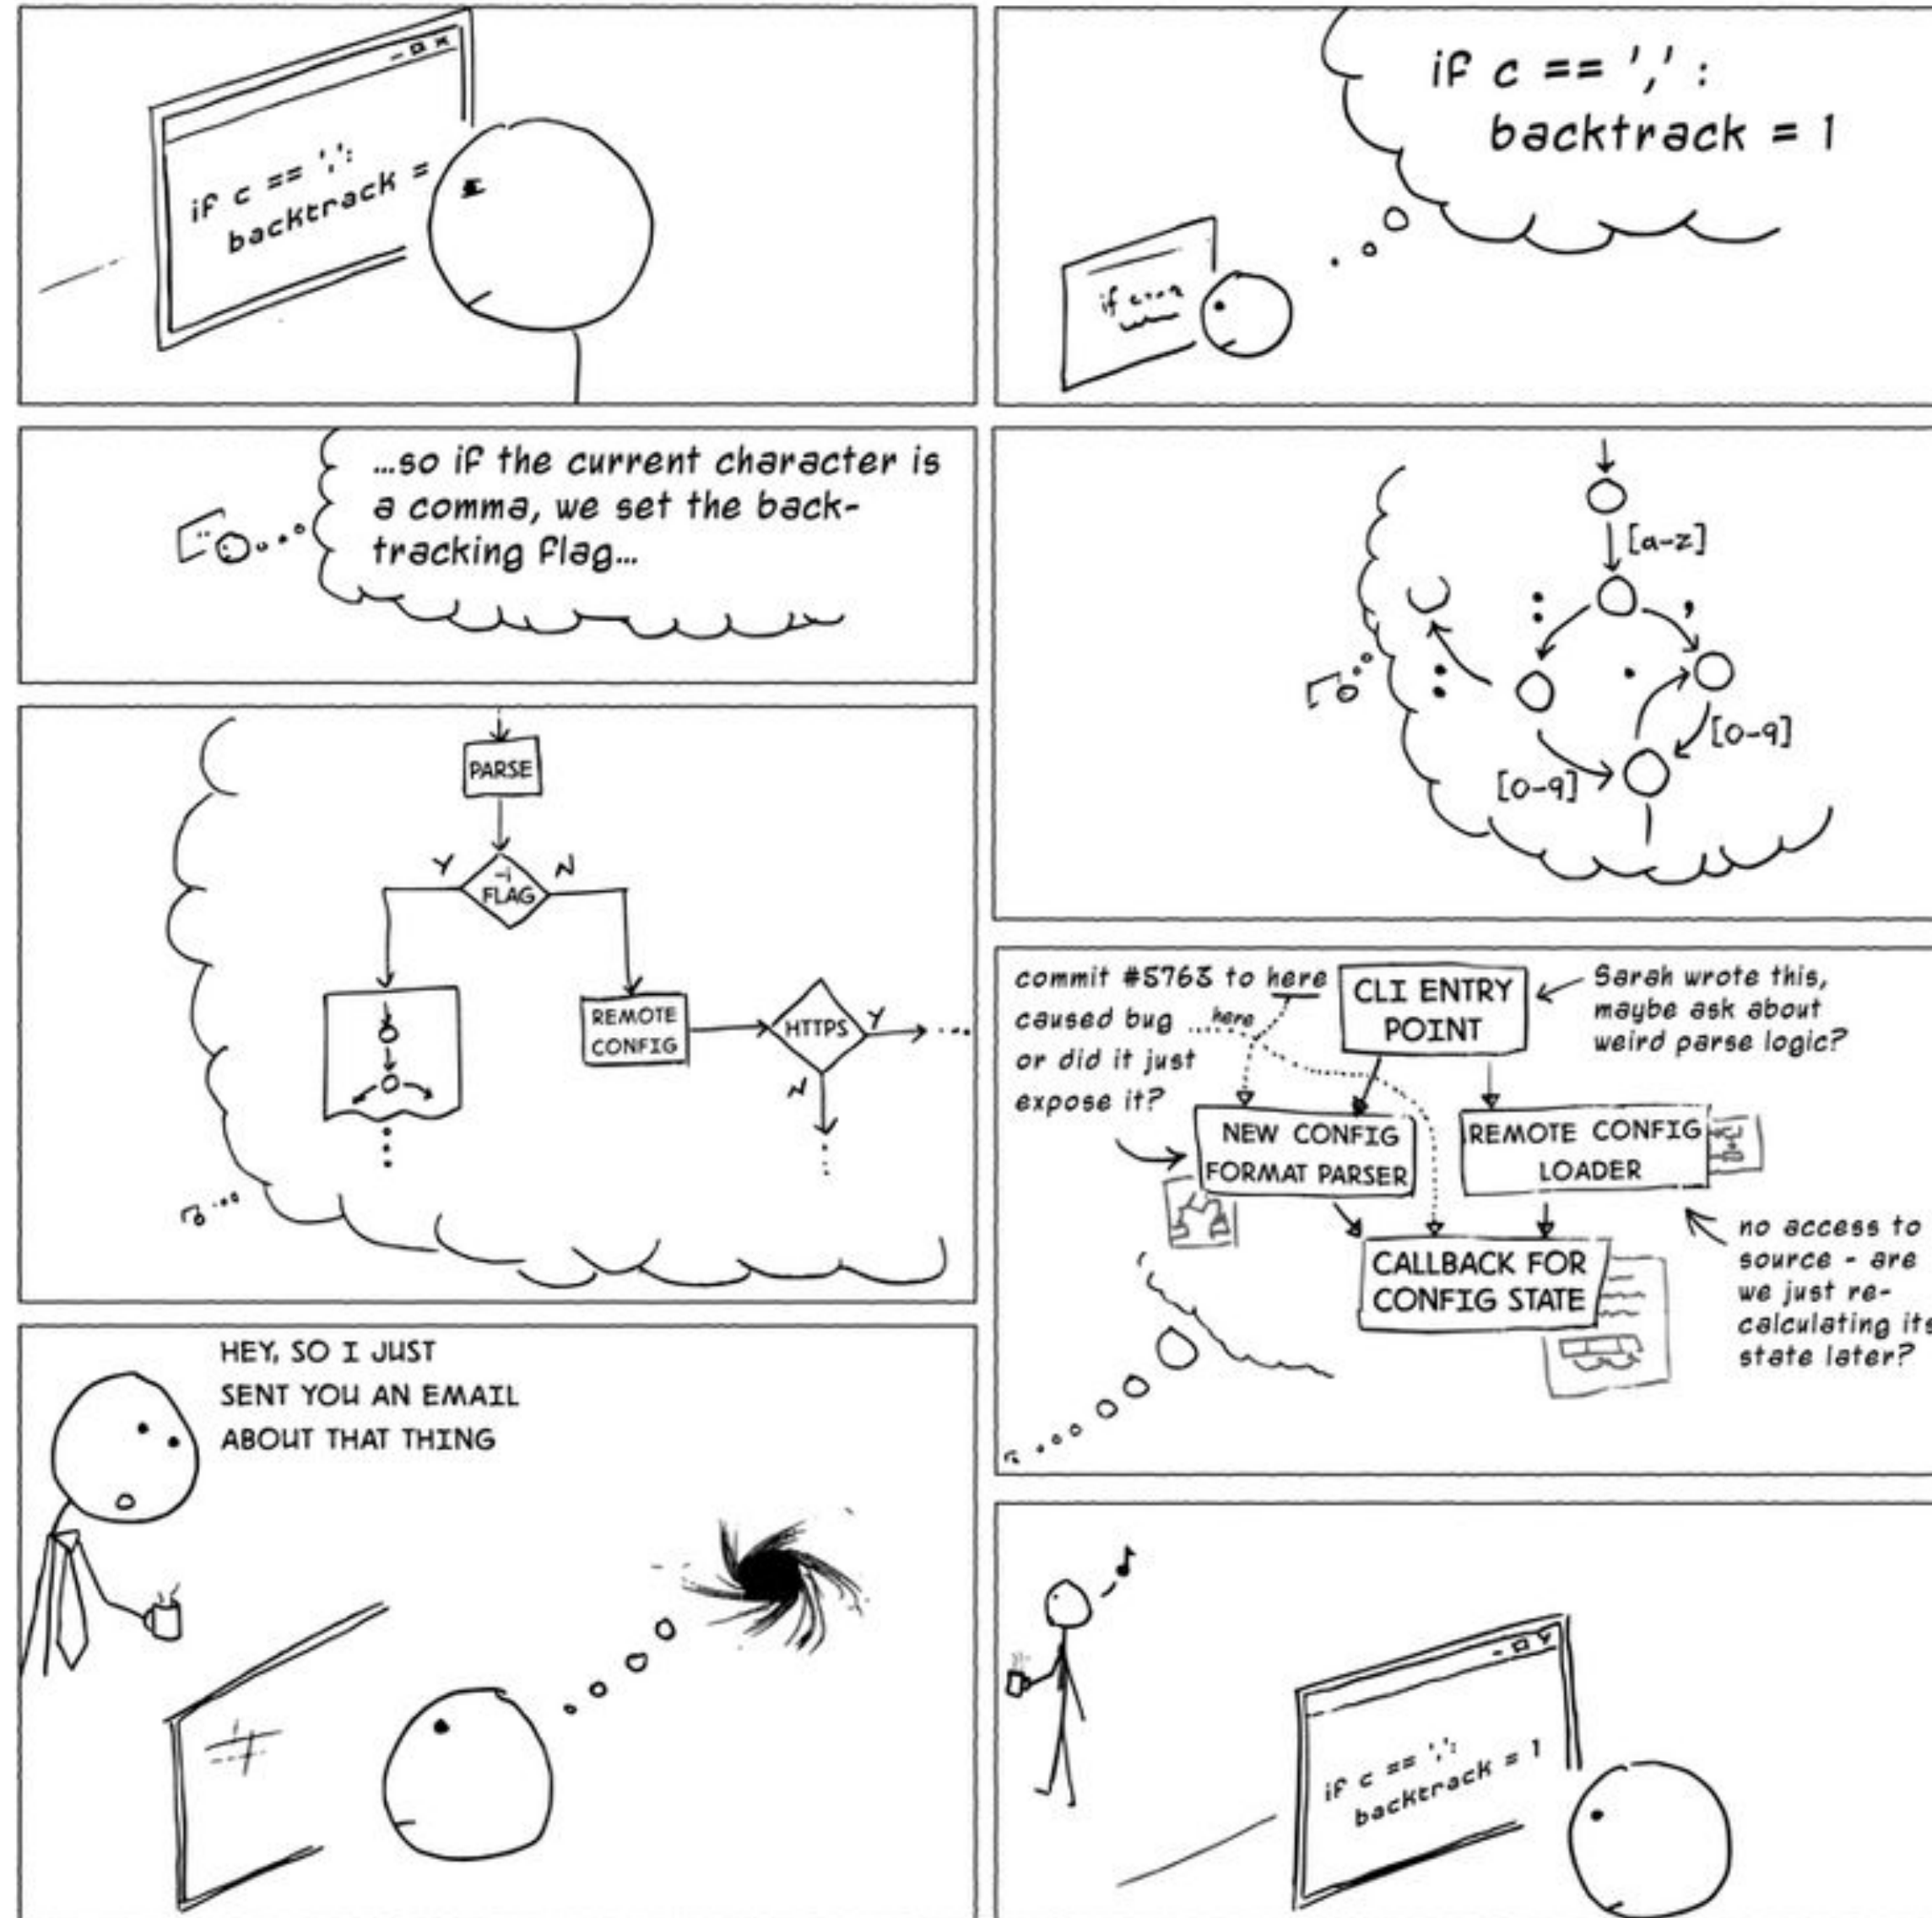 if c == ',':
backtrack =
if c == ',' :
backtrack = 1
if
...so if the current character is
a comma, we set the back-
tracking flag...
[a-z]
,
[0-9]
[0-9]
PARSE
Y
-i
FLAG
N
REMOTE
CONFIG
HTTPS
Y
N
commit #5763 to here
caused bug
here
or did it just
expose it?
CLI ENTRY
POINT
Sarah wrote this,
maybe ask about
weird parse logic?
NEW CONFIG
FORMAT PARSER
REMOTE CONFIG
LOADER
CALLBACK FOR
CONFIG STATE
no access to
source - are
we just re-
calculating its
state later?
HEY, SO I JUST
SENT YOU AN EMAIL
ABOUT THAT THING
if c == ',':
backtrack = 1